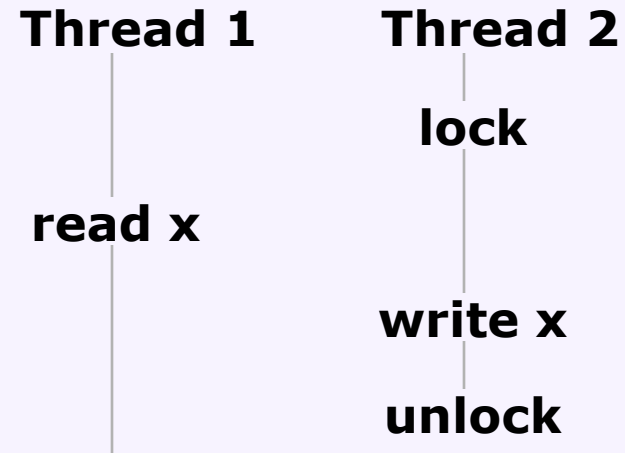 Thread 1
Thread 2
lock
read x
write x
unlock